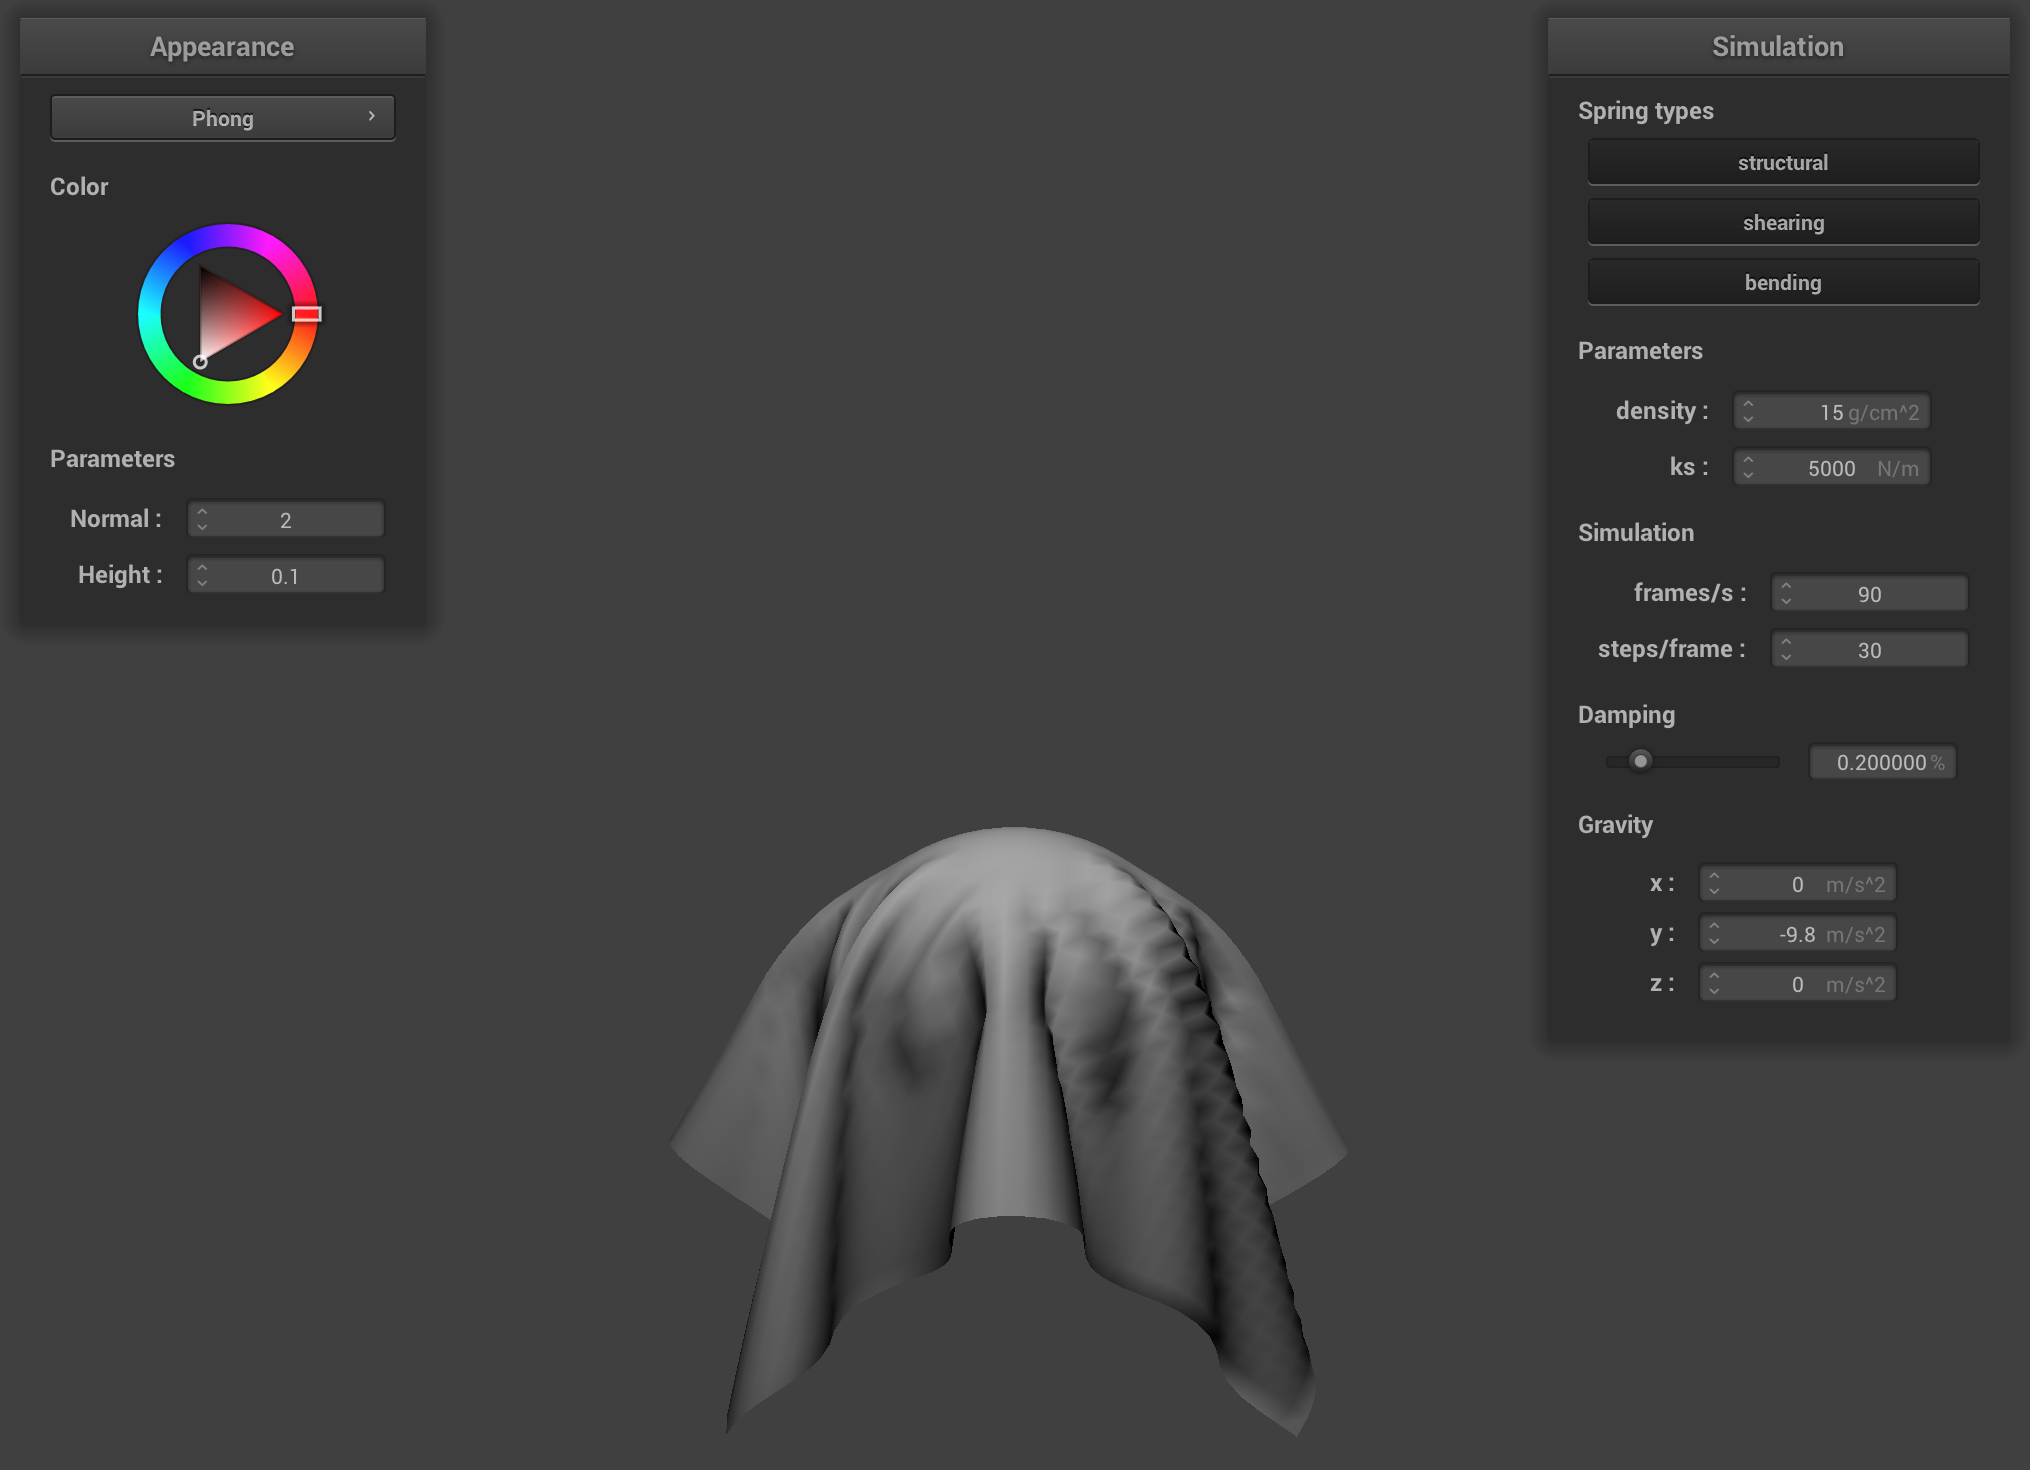 Appearance
Phong
Color
Parameters
Normal : 2
Height : 0.1
Simulation
Spring types
structural
shearing
bending
Parameters
density : 15 g/cm^2
ks : 5000 N/m
Simulation
frames/s : 90
steps/frame : 30
Damping
0.200000 %
Gravity
x : 0 m/s^2
y : -9.8 m/s^2
z : 0 m/s^2